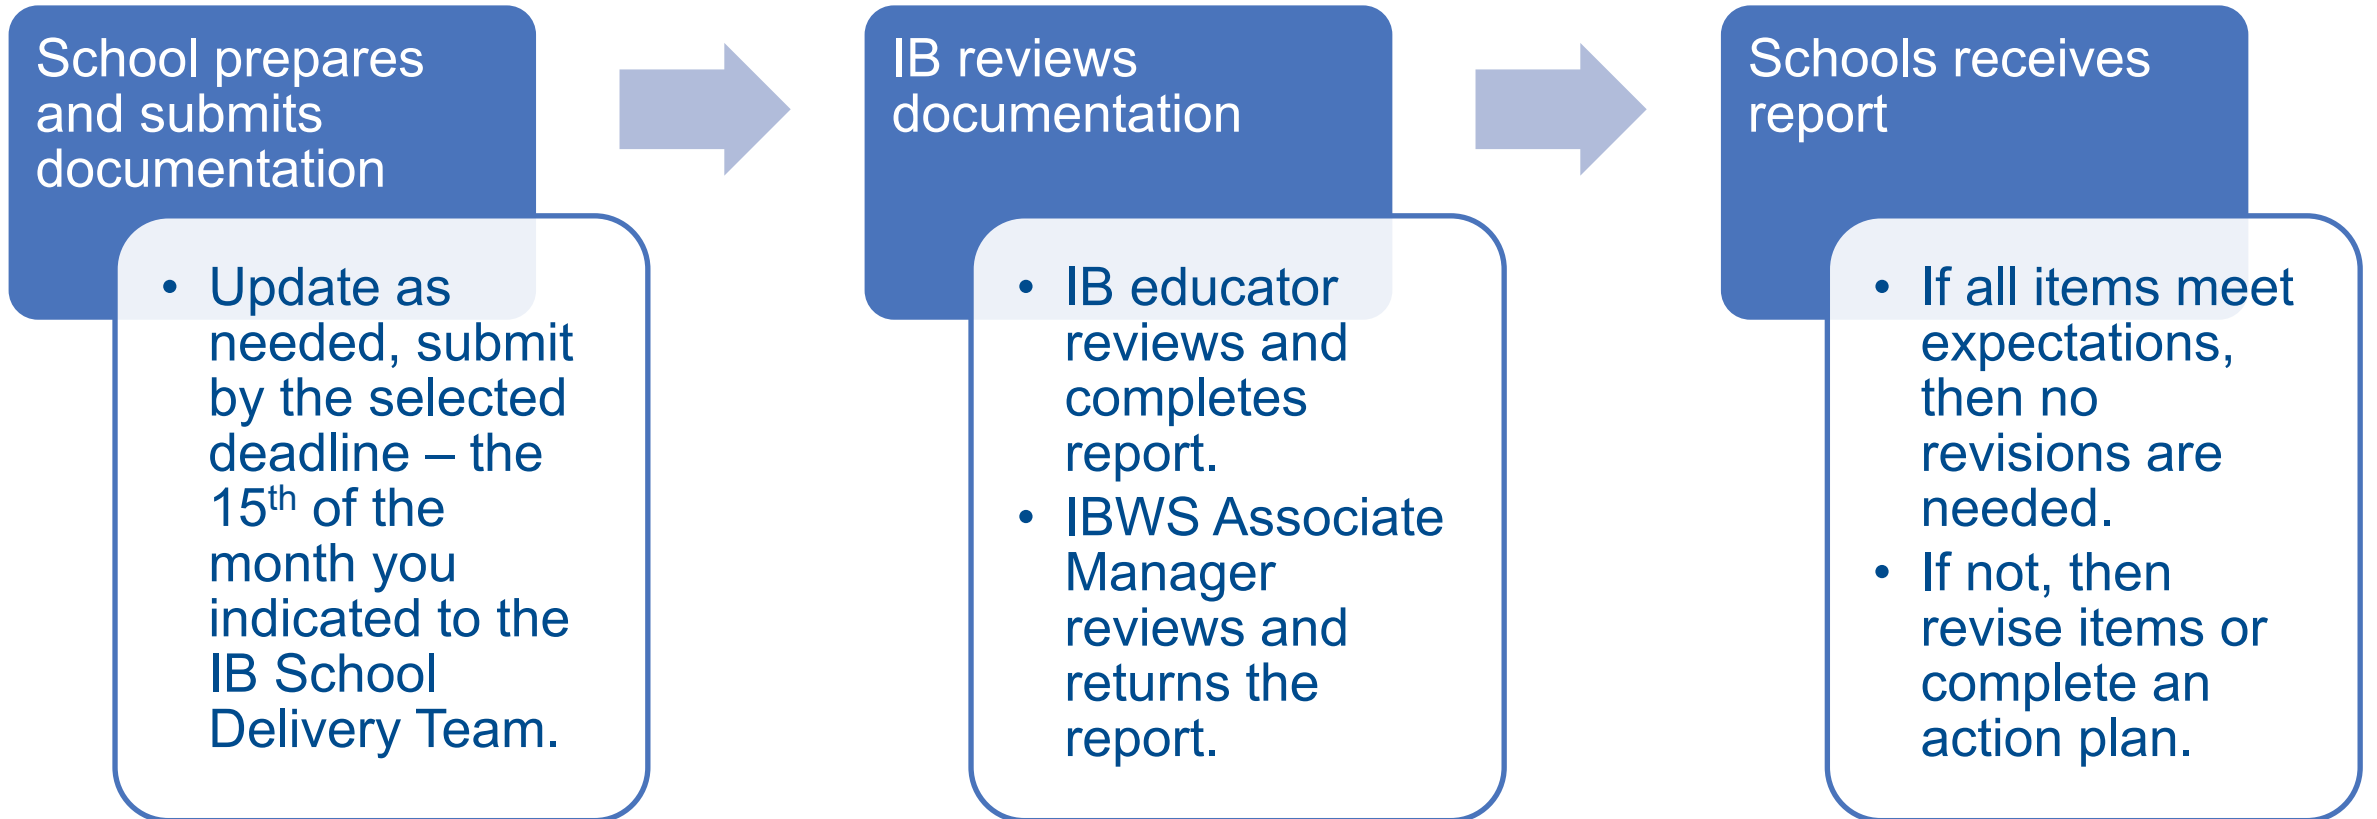 School prepares
and submits
documentation
• Update as
needed, submit
by the selected
deadline – the
15th of the
month you
indicated to the
IB School
Delivery Team.
IB reviews
documentation
• IB educator
reviews and
completes
report.
• IBWS Associate
Manager
reviews and
returns the
report.
Schools receives
report
• If all items meet
expectations,
then no
revisions are
needed.
• If not, then
revise items or
complete an
action plan.